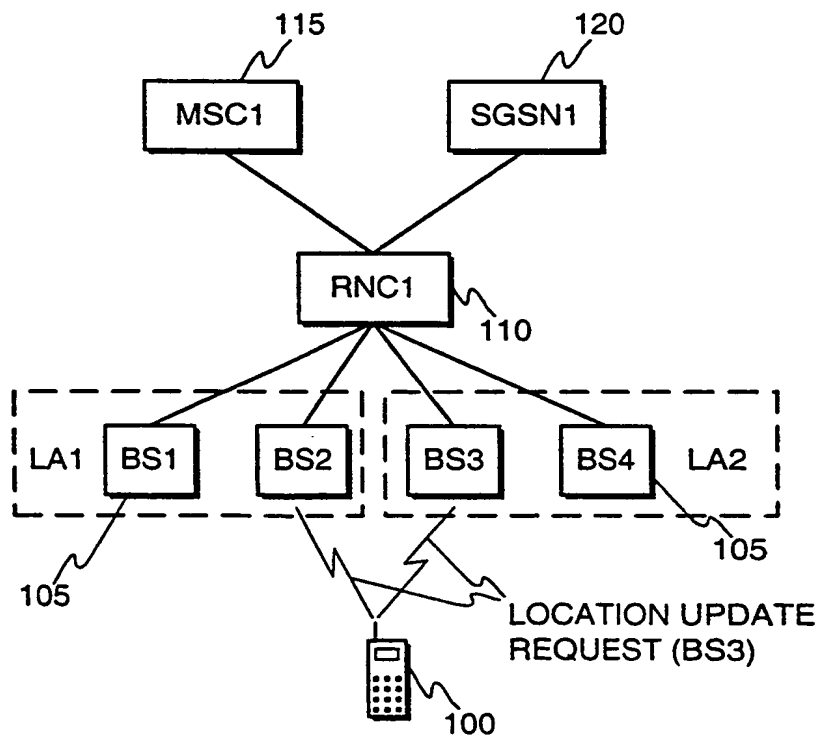 115
120
MSC1
SGSN1
RNC1
110
LA1
BS1
BS2
BS3
BS4
LA2
105
105
LOCATION UPDATE
REQUEST (BS3)
100